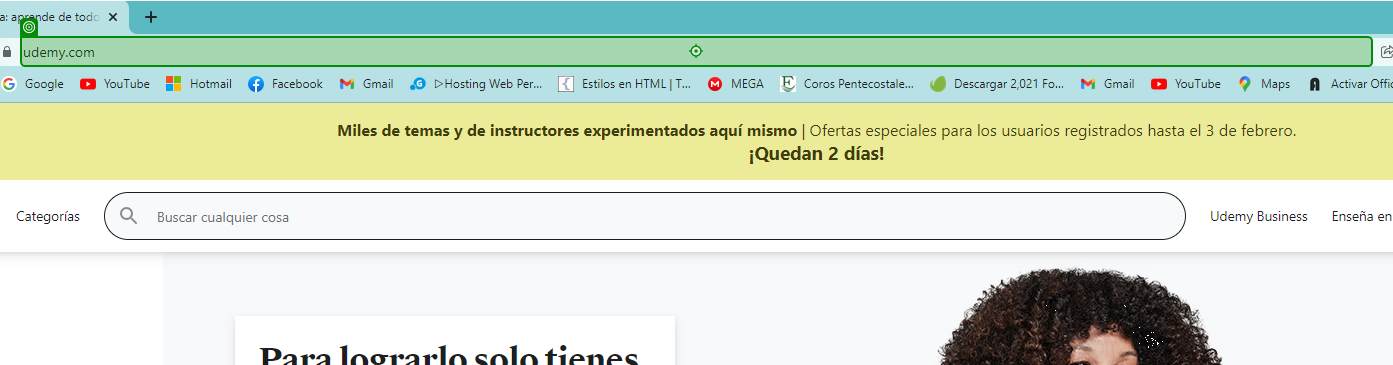 a: aprende de todo
udemy.com
Google YouTube Hotmail Facebook Gmail ▷Hosting Web Per... Estilos en HTML | T... MEGA Coros Pentecostale... Descargar 2,021 Fo... Gmail YouTube Maps Activar Offic
Miles de temas y de instructores experimentados aquí mismo | Ofertas especiales para los usuarios registrados hasta el 3 de febrero.
¡Quedan 2 días!
Categorías Buscar cualquier cosa Udemy Business Enseña en
Para lograrlo solo tienes